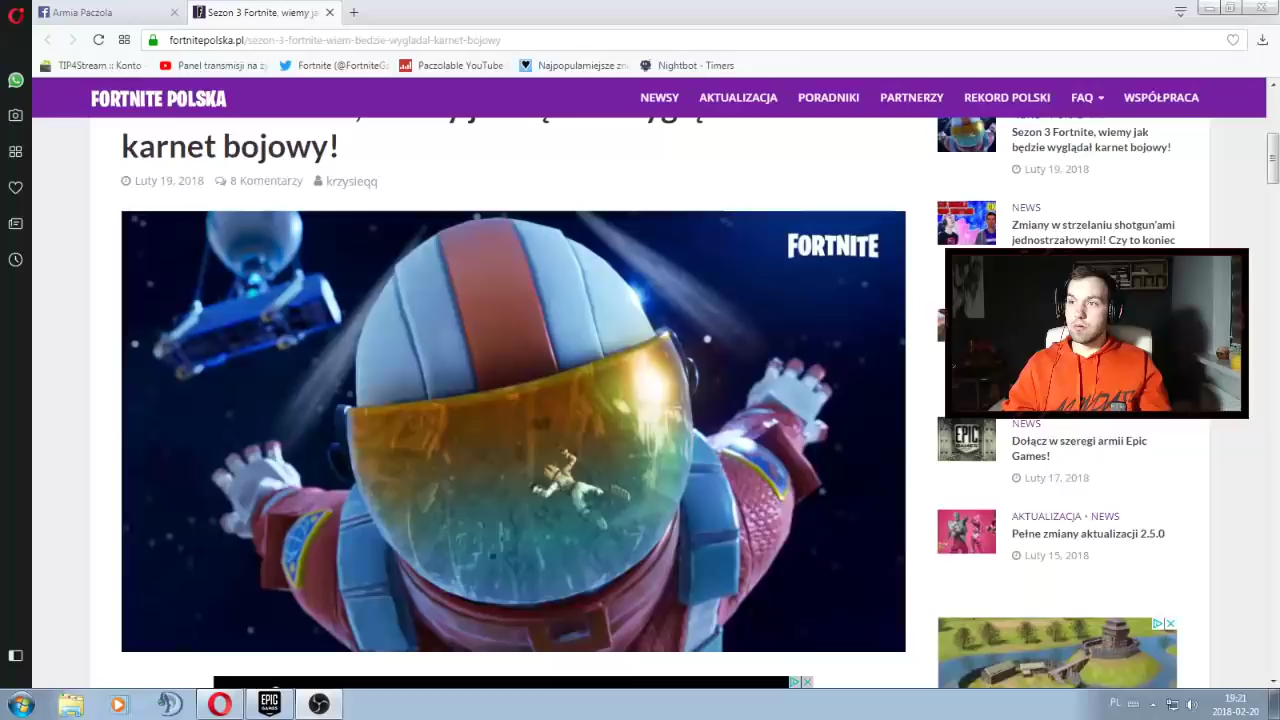 Armia Paczola
Sezon 3 Fortnite, wiemy ja
fortnitepolska.pl/sezon-3-fortnite-wiem-bedzie-wygladal-karnet-bojowy
TIP4Stream :: Konto
Panel transmisji na ży
Fortnite (@FortniteGa
Paczolable YouTube
Najpopularniejsze zn
Nightbot - Timers
FORTNITE POLSKA
NEWSY
AKTUALIZACJA
PORADNIKI
PARTNERZY
REKORD POLSKI
FAQ
WSPÓŁPRACA
karnet bojowy!
Luty 19, 2018
8 Komentarzy
krzysieqq
FORTNITE
Sezon 3 Fortnite, wiemy jak
będzie wyglądał karnet bojowy!
Luty 19, 2018
NEWS
Zmiany w strzelaniu shotgun'ami
jednostrzałowymi! Czy to koniec
NEWS
EPIC
GAMES
Dołącz w szeregi armii Epic
Games!
Luty 17, 2018
AKTUALIZACJA • NEWS
Pełne zmiany aktualizacji 2.5.0
Luty 15, 2018
EPIC
GAMES
PL
19:21
2018-02-20